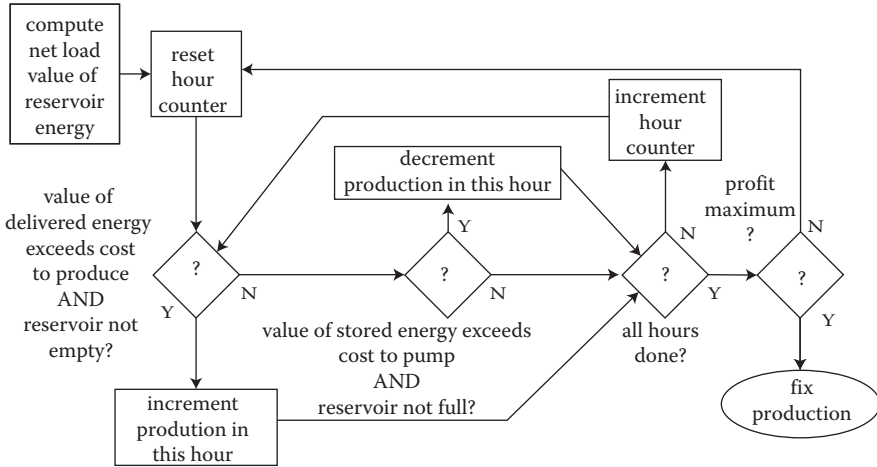 compute
net load
value of
reservoir
energy
reset
hour
counter
increment
hour
counter
decrement
production in this hour
profit
maximum
?
value of
delivered energy
exceeds cost
to produce
AND
reservoir not
empty?
?
Y
N
?
Y
N
value of stored energy exceeds
cost to pump
AND
reservoir not full?
?
N
Y
all hours
done?
?
N
Y
increment
prodution in
this hour
fix
production